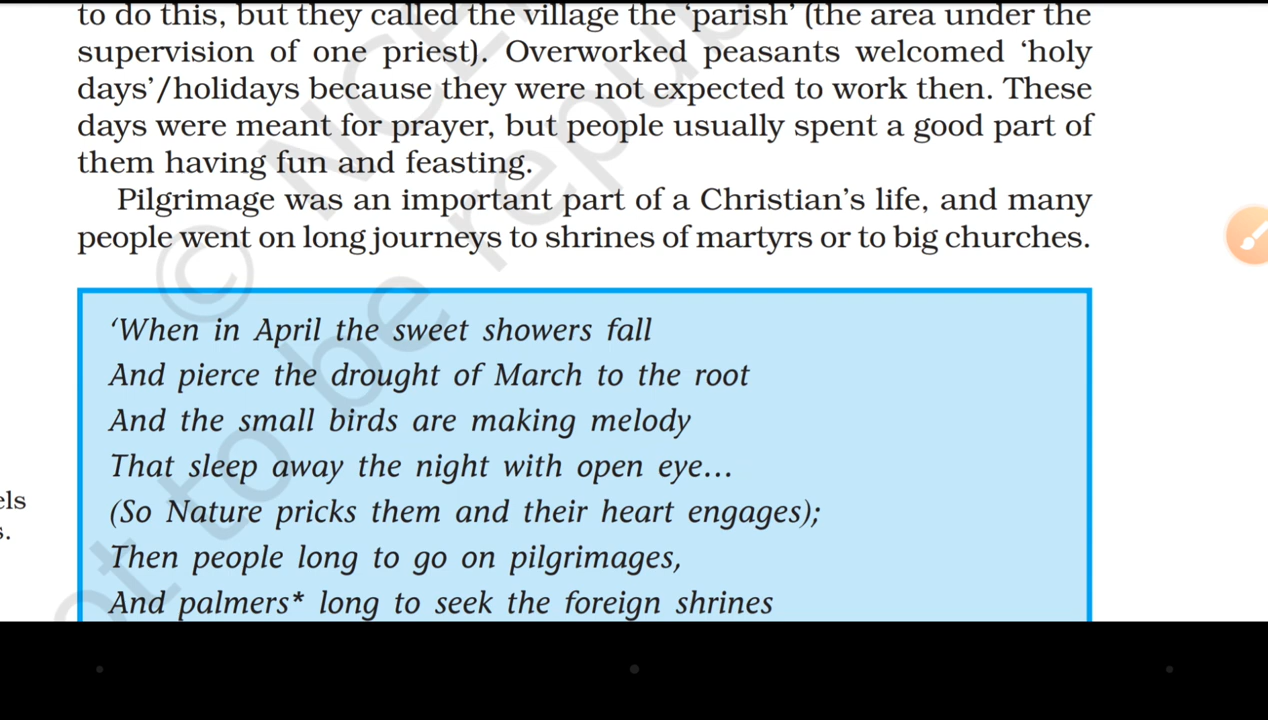 to do this, but they called the village the ‘parish’ (the area under the
supervision of one priest). Overworked peasants welcomed ‘holy
days’/holidays because they were not expected to work then. These
days were meant for prayer, but people usually spent a good part of
them having fun and feasting.
Pilgrimage was an important part of a Christian’s life, and many
people went on long journeys to shrines of martyrs or to big churches.
‘When in April the sweet showers fall
And pierce the drought of March to the root
And the small birds are making melody
That sleep away the night with open eye...
(So Nature pricks them and their heart engages);
Then people long to go on pilgrimages,
And palmers* long to seek the foreign shrines
els
s.
© NCE
not to be republ